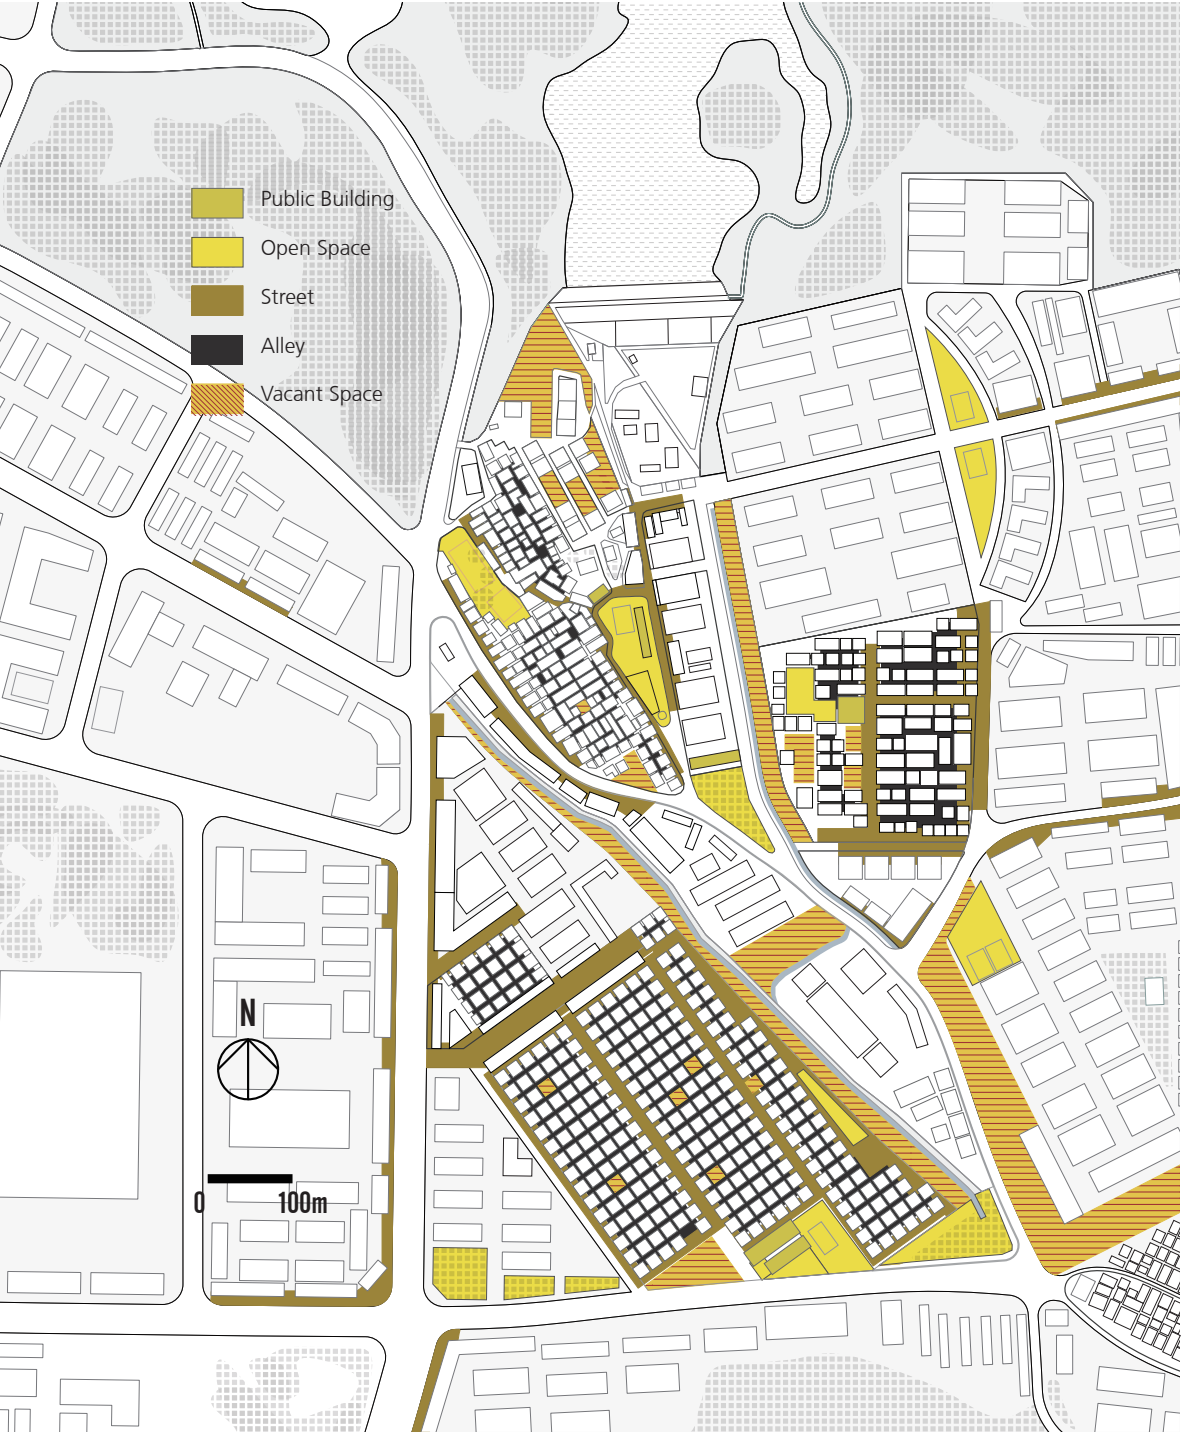 Public Building
Open Space
Street
Alley
Vacant Space
N
0 100m